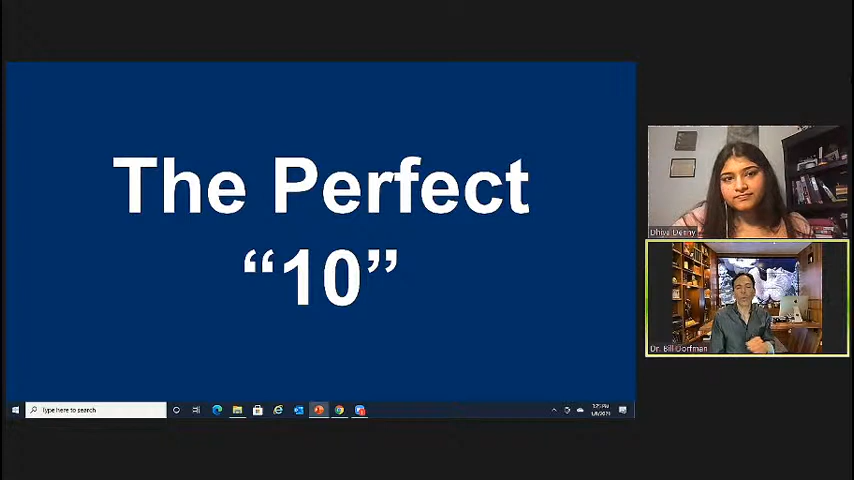 The Perfect
“10”
Dhiya Denny
Dr. Bill Dorfman
Type here to search